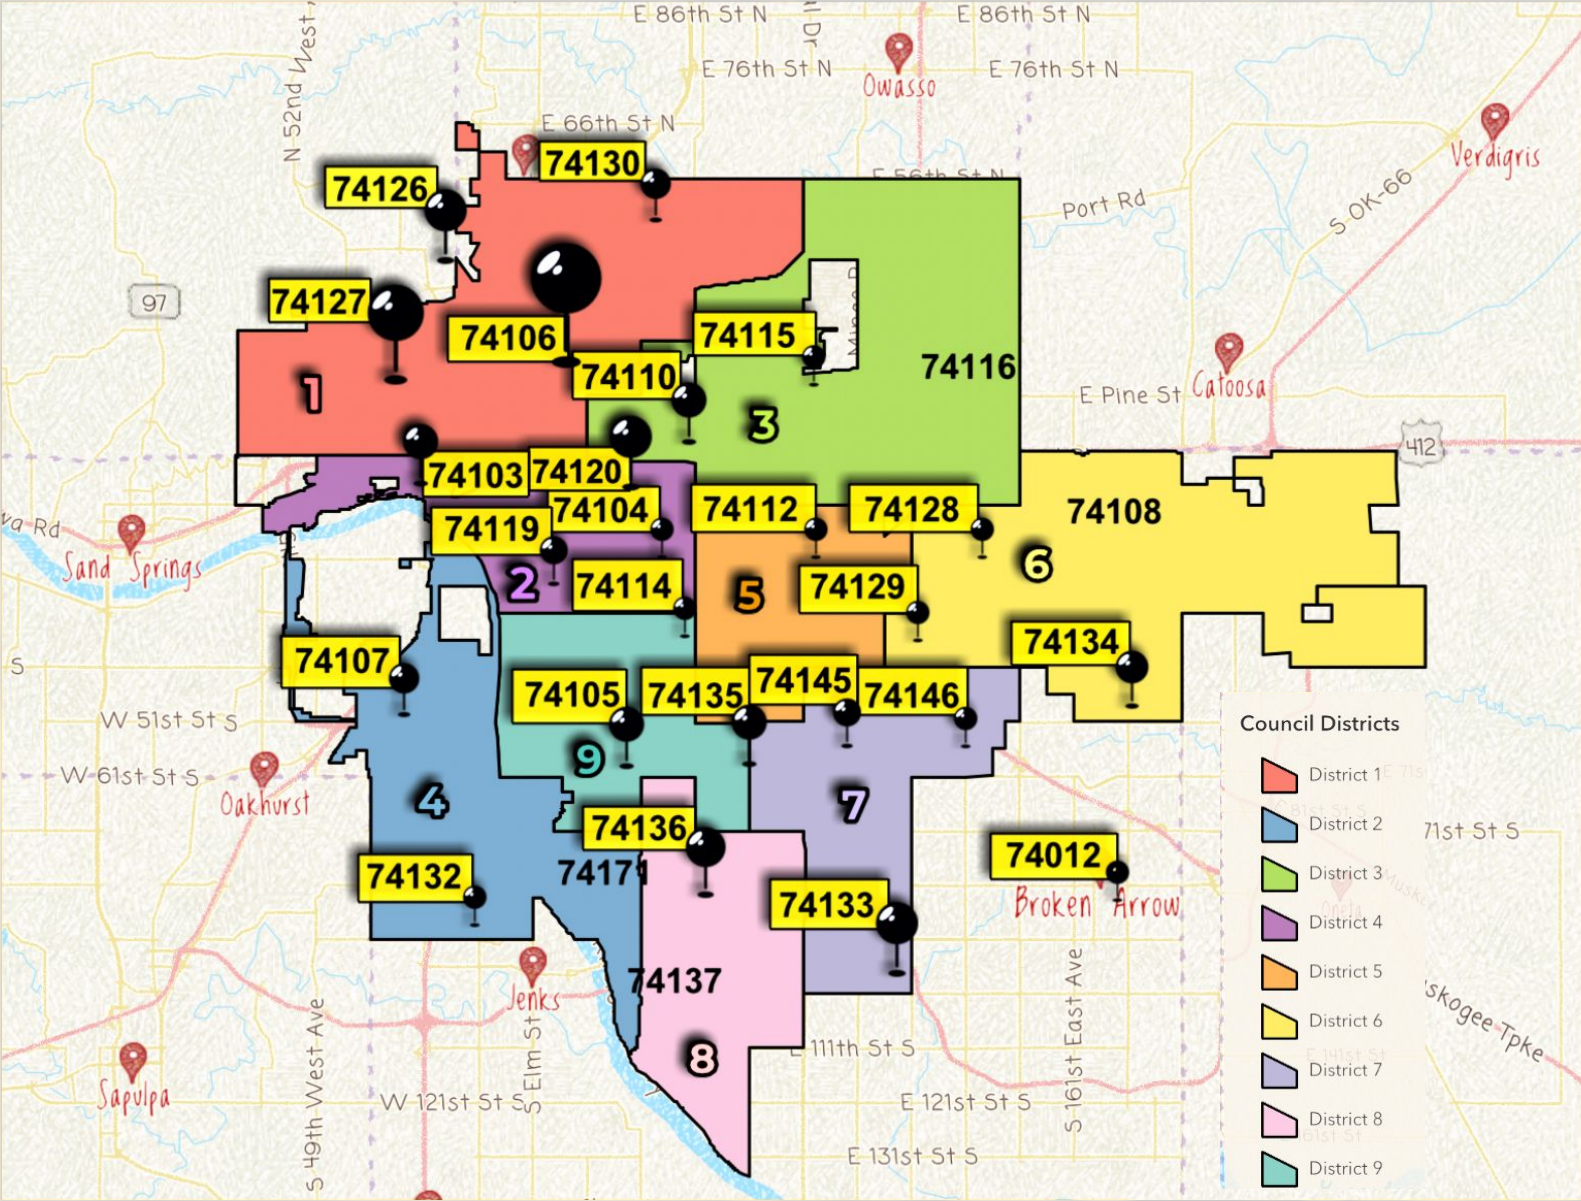 E 86th St N
E 86th St N
Owasso
E 76th St N
E 76th St N
N 52nd West
E 66th St N
Verdigris
74130
74126
E 56th St N
Port Rd
S OK-66
97
74127
74106
74115
74116
74110
Catoosa
E Pine St
1
3
412
74103
74120
74104
74112
74128
74108
74119
Sand Springs
2
74114
5
74129
6
74134
74107
S
74105
74135
74145
74146
W 51st St S
W 61st St S
9
Oakhurst
4
7
74136
74171
74132
74012
Broken Arrow
74133
74137
Jenks
8
E 111th St S
Sapulpa
W 121st St S
S Elm St
S 49th West Ave
E 121st St S
S 161st East Ave
E 131st St S
71st St S
skogee Tpke
Council Districts
District 1
District 2
District 3
District 4
District 5
District 6
District 7
District 8
District 9